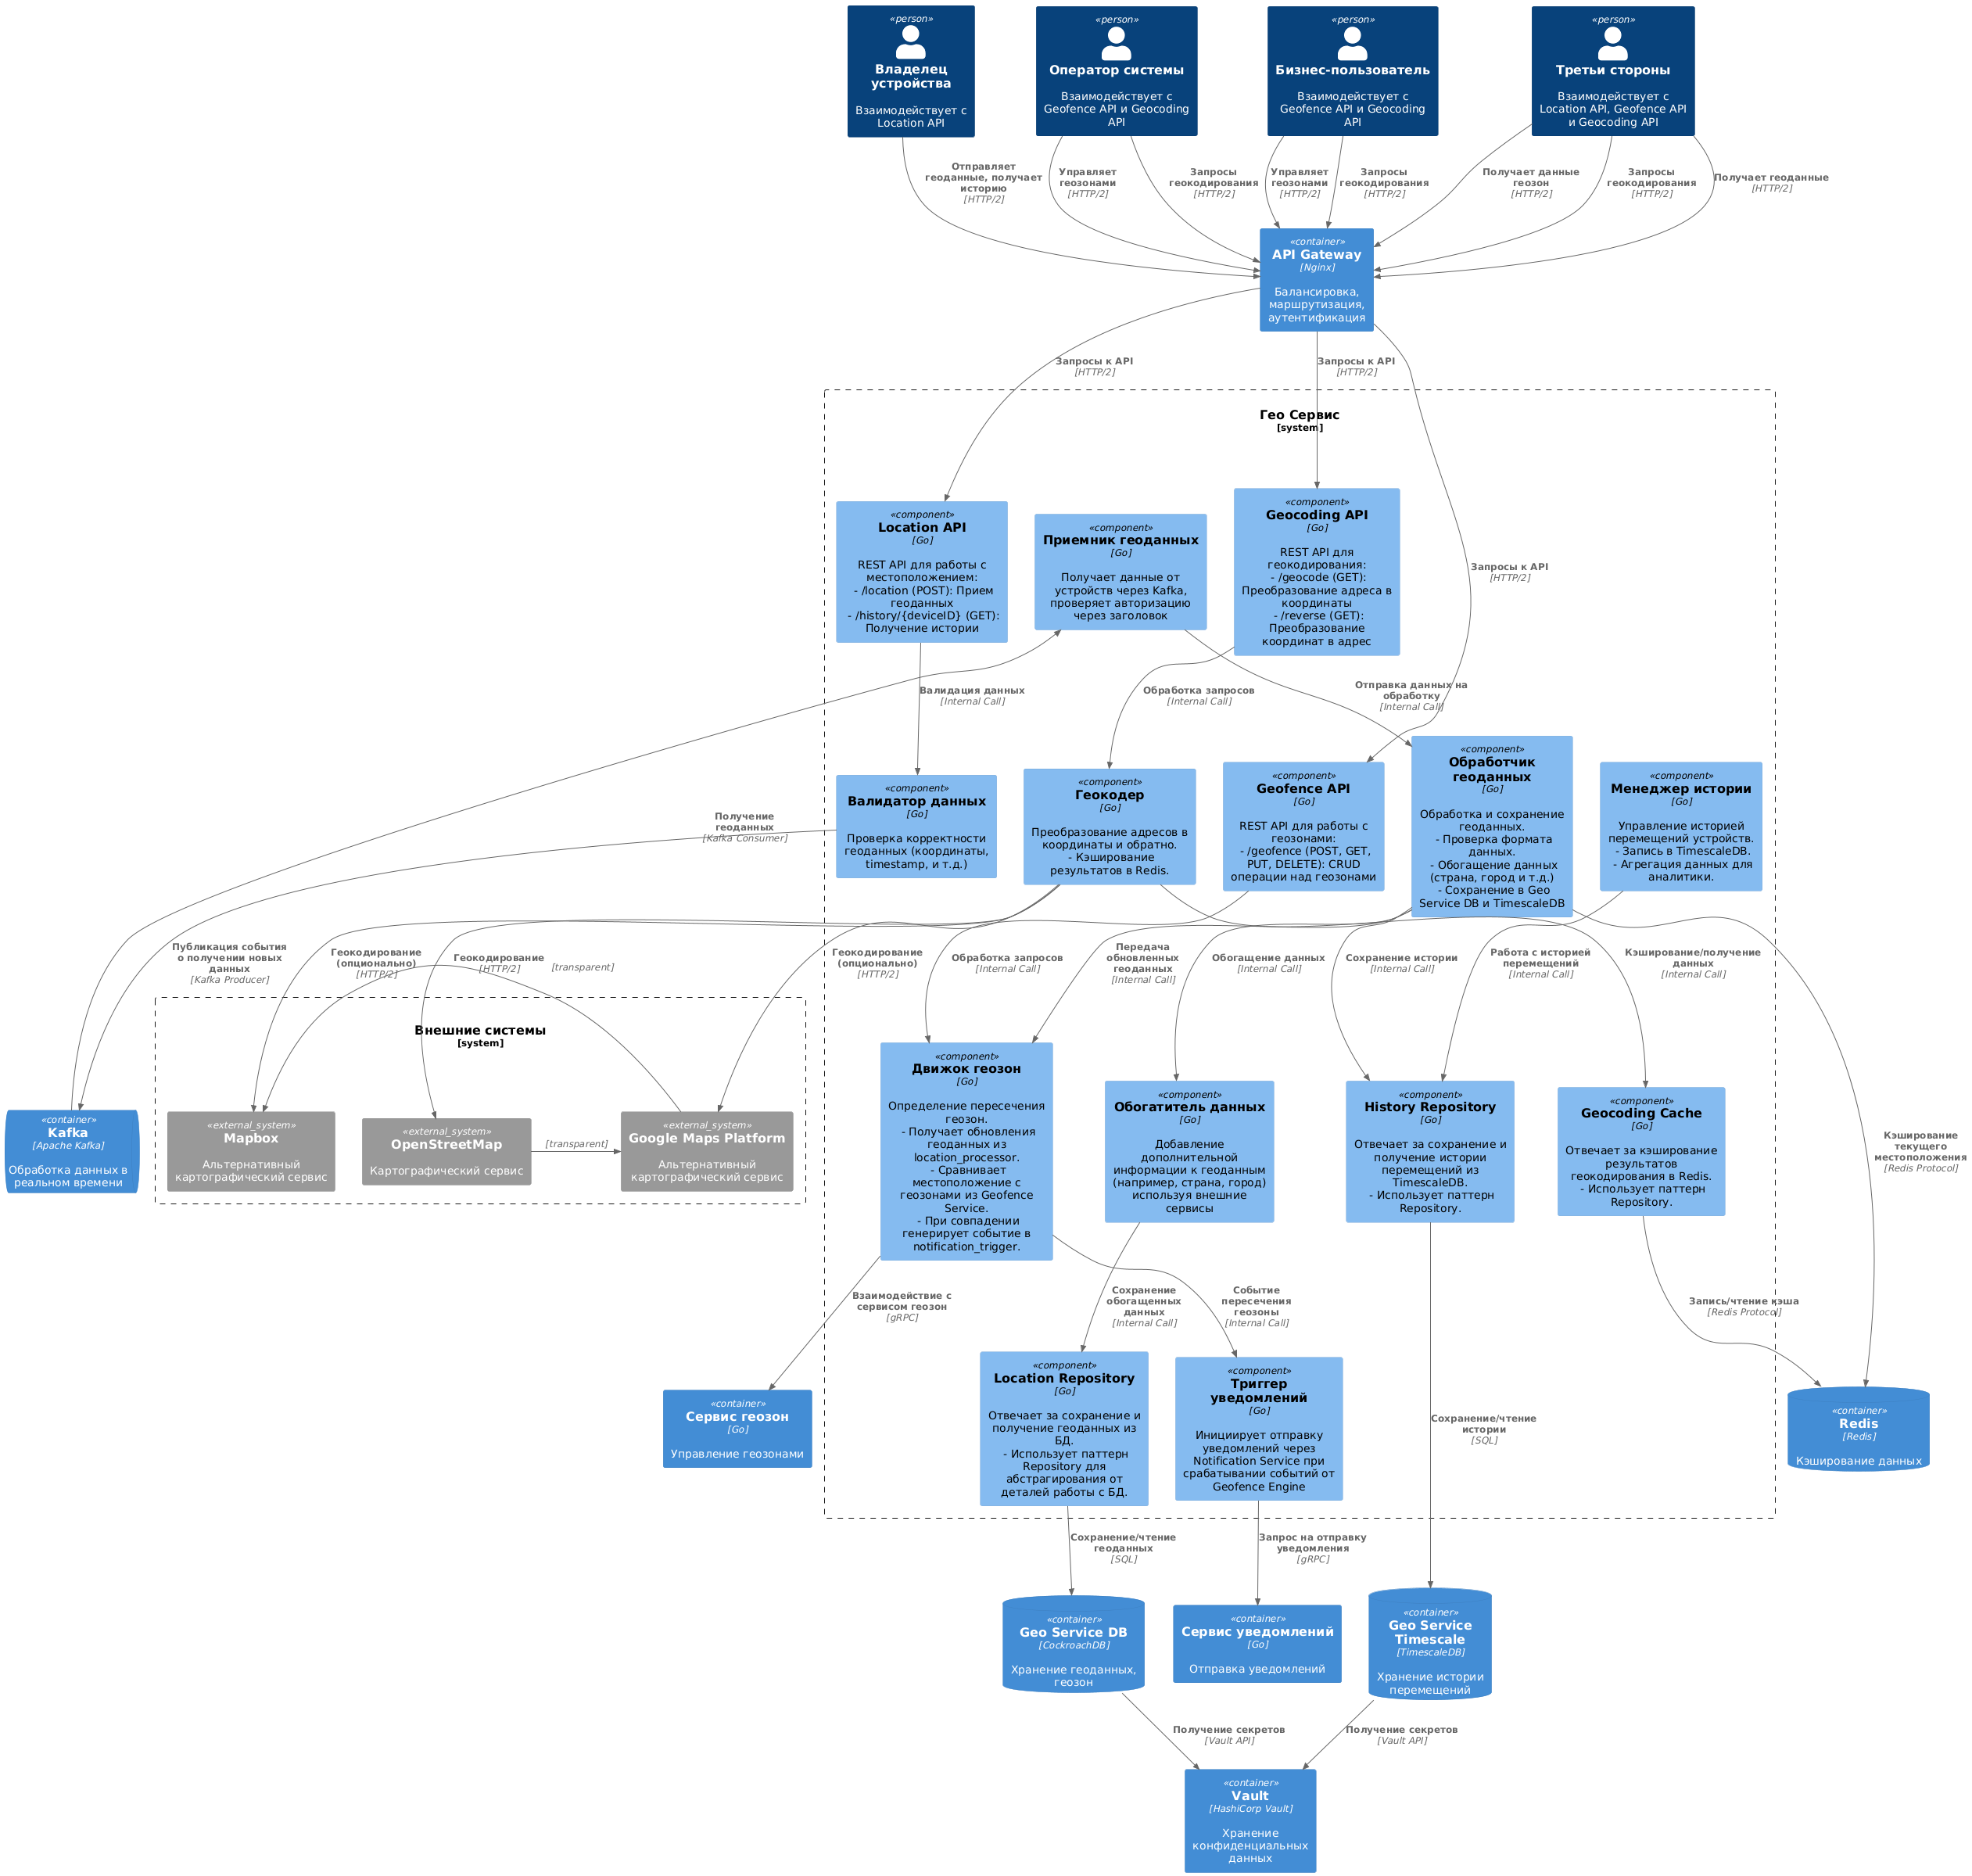 «person»
Владелец
устройства
Взаимодействует с
Location API
«person»
Оператор системы
Взаимодействует с
Geofence API и Geocoding
API
«person»
Бизнес-пользователь
Взаимодействует с
Geofence API и Geocoding
API
«person»
Третьи стороны
Взаимодействует с
Location API, Geofence API
и Geocoding API
Отправляет
геоданные, получает
историю
[HTTP/2]
Управляет
геозонами
[HTTP/2]
Запросы
геокодирования
[HTTP/2]
Управляет
геозонами
[HTTP/2]
Запросы
геокодирования
[HTTP/2]
Получает данные
геозон
[HTTP/2]
Запросы
геокодирования
[HTTP/2]
Получает геоданные
[HTTP/2]
«container»
API Gateway
[Nginx]
Балансировка,
маршрутизация,
аутентификация
Запросы к API
[HTTP/2]
Запросы к API
[HTTP/2]
Запросы к API
[HTTP/2]
Гео Сервис
[system]
«component»
Location API
[Go]
REST API для работы с
местоположением:
- /location (POST): Прием
геоданных
- /history/{deviceID} (GET):
Получение истории
«component»
Приемник геоданных
[Go]
Получает данные от
устройств через Kafka,
проверяет авторизацию
через заголовок
«component»
Geocoding API
[Go]
REST API для
геокодирования:
- /geocode (GET):
Преобразование адреса в
координаты
- /reverse (GET):
Преобразование
координат в адрес
Валидация данных
[Internal Call]
Обработка запросов
[Internal Call]
Отправка данных на
обработку
[Internal Call]
«component»
Валидатор данных
[Go]
Проверка корректности
геоданных (координаты,
timestamp, и т.д.)
«component»
Геокодер
[Go]
Преобразование адресов в
координаты и обратно.
- Кэширование
результатов в Redis.
«component»
Geofence API
[Go]
REST API для работы с
геозонами:
- /geofence (POST, GET,
PUT, DELETE): CRUD
операции над геозонами
«component»
Обработчик
геоданных
[Go]
Обработка и сохранение
геоданных.
- Проверка формата
данных.
- Обогащение данных
(страна, город и т.д.)
- Сохранение в Geo
Service DB и TimescaleDB
«component»
Менеджер истории
[Go]
Управление историей
перемещений устройств.
- Запись в TimescaleDB.
- Агрегация данных для
аналитики.
Получение
геоданных
[Kafka Consumer]
Публикация события
о получении новых
данных
[Kafka Producer]
Геокодирование
(опционально)
[HTTP/2]
Геокодирование
[HTTP/2]
[transparent]
Геокодирование
(опционально)
[HTTP/2]
Обработка запросов
[Internal Call]
Передача
обновленных
геоданных
[Internal Call]
Обогащение данных
[Internal Call]
Сохранение истории
[Internal Call]
Работа с историей
перемещений
[Internal Call]
Кэширование/получение
данных
[Internal Call]
Внешние системы
[system]
«container»
Kafka
[Apache Kafka]
Обработка данных в
реальном времени
«external_system»
Mapbox
Альтернативный
картографический сервис
«external_system»
OpenStreetMap
Картографический сервис
[transparent]
«external_system»
Google Maps Platform
Альтернативный
картографический сервис
«component»
Движок геозон
[Go]
Определение пересечения
геозон.
- Получает обновления
геоданных из
location_processor.
- Сравнивает
местоположение с
геозонами из Geofence
Service.
- При совпадении
генерирует событие в
notification_trigger.
«component»
Обогатитель данных
[Go]
Добавление
дополнительной
информации к геоданным
(например, страна, город)
используя внешние
сервисы
«component»
History Repository
[Go]
Отвечает за сохранение и
получение истории
перемещений из
TimescaleDB.
- Использует паттерн
Repository.
«component»
Geocoding Cache
[Go]
Отвечает за кэширование
результатов
геокодирования в Redis.
- Использует паттерн
Repository.
Кэширование
текущего
местоположения
[Redis Protocol]
Взаимодействие с
сервисом геозон
[gRPC]
Сохранение
обогащенных
данных
[Internal Call]
Событие
пересечения
геозоны
[Internal Call]
Запись/чтение кэша
[Redis Protocol]
«container»
Сервис геозон
[Go]
Управление геозонами
«component»
Location Repository
[Go]
Отвечает за сохранение и
получение геоданных из
БД.
- Использует паттерн
Repository для
абстрагирования от
деталей работы с БД.
«component»
Триггер
уведомлений
[Go]
Инициирует отправку
уведомлений через
Notification Service при
срабатывании событий от
Geofence Engine
Сохранение/чтение
истории
[SQL]
«container»
Redis
[Redis]
Кэширование данных
Сохранение/чтение
геоданных
[SQL]
Запрос на отправку
уведомления
[gRPC]
«container»
Geo Service DB
[CockroachDB]
Хранение геоданных,
геозон
«container»
Сервис уведомлений
[Go]
Отправка уведомлений
«container»
Geo Service
Timescale
[TimescaleDB]
Хранение истории
перемещений
Получение секретов
[Vault API]
Получение секретов
[Vault API]
«container»
Vault
[HashiCorp Vault]
Хранение
конфиденциальных
данных